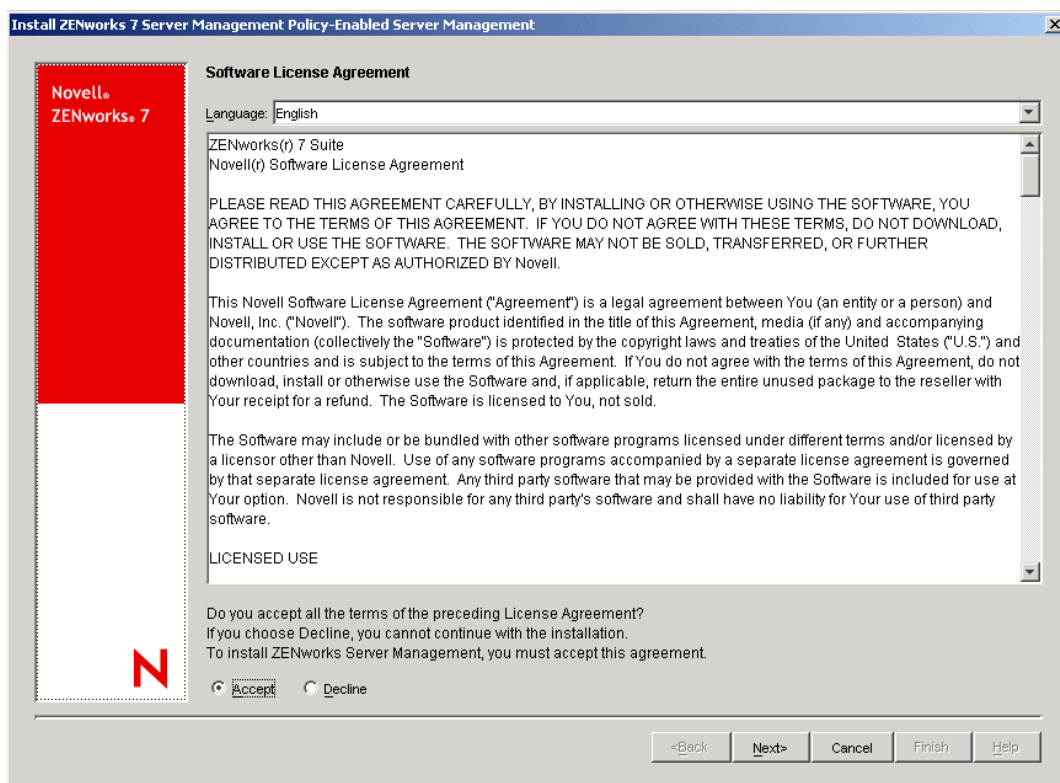 Install ZENworks 7 Server Management Policy-Enabled Server Management
Novell®
ZENworks® 7
Software License Agreement
Language: English
ZENworks(r) 7 Suite
Novell(r) Software License Agreement
PLEASE READ THIS AGREEMENT CAREFULLY, BY INSTALLING OR OTHERWISE USING THE SOFTWARE, YOU
AGREE TO THE TERMS OF THIS AGREEMENT.  IF YOU DO NOT AGREE WITH THESE TERMS, DO NOT DOWNLOAD,
INSTALL OR USE THE SOFTWARE.  THE SOFTWARE MAY NOT BE SOLD, TRANSFERRED, OR FURTHER
DISTRIBUTED EXCEPT AS AUTHORIZED BY Novell.
This Novell Software License Agreement ("Agreement") is a legal agreement between You (an entity or a person) and
Novell, Inc. ("Novell").  The software product identified in the title of this Agreement, media (if any) and accompanying
documentation (collectively the "Software") is protected by the copyright laws and treaties of the United  States ("U.S.") and
other countries and is subject to the terms of this Agreement.  If You do not agree with the terms of this Agreement, do not
download, install or otherwise use the Software and, if applicable, return the entire unused package to the reseller with
Your receipt for a refund.  The Software is licensed to You, not sold.
The Software may include or be bundled with other software programs licensed under different terms and/or licensed by
a licensor other than Novell.  Use of any software programs accompanied by a separate license agreement is governed
by that separate license agreement.  Any third party software that may be provided with the Software is included for use at
Your option.  Novell is not responsible for any third party's software and shall have no liability for Your use of third party
software.
LICENSED USE
Do you accept all the terms of the preceding License Agreement?
If you choose Decline, you cannot continue with the installation.
To install ZENworks Server Management, you must accept this agreement.
Accept Decline
N
<Back Next> Cancel Finish Help